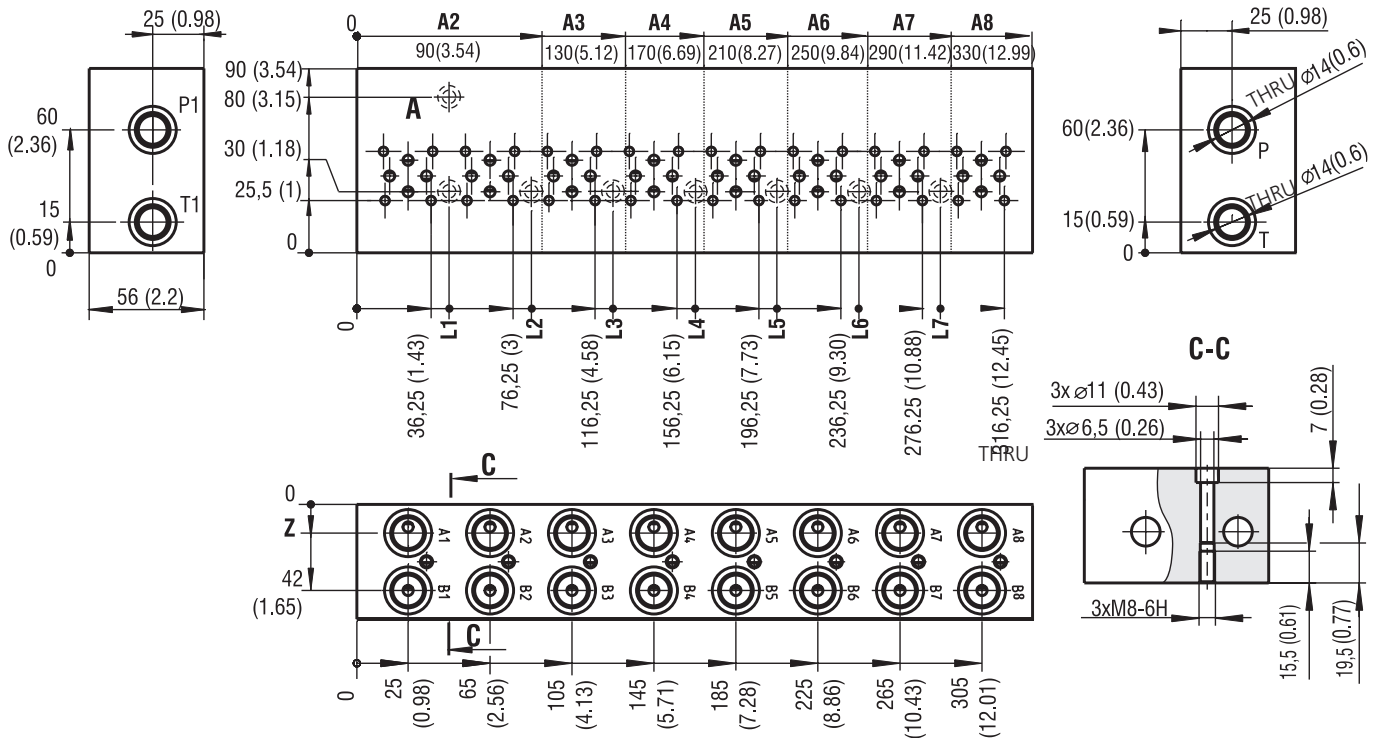 25 (0.98)
P1
T1
60
(2.36)
15
(0.59)
0
56 (2.2)
0
A2
A3
A4
A5
A6
A7
A8
90(3.54)
130(5.12)
170(6.69)
210(8.27)
250(9.84)
290(11.42)
330(12.99)
90 (3.54)
80 (3.15)
A
30 (1.18)
25,5 (1)
0
0
L1
L2
L3
L4
L5
L6
L7
36,25 (1.43)
76,25 (3)
116,25 (4.58)
156,25 (6.15)
196,25 (7.73)
236,25 (9.30)
276.25 (10.88)
316,25 (12.45)
THRU
25 (0.98)
THRU ⌀14(0.6)
60(2.36)
P
THRU ⌀14(0.6)
15(0.59)
T
0
C-C
3x ⌀11 (0.43)
3x⌀6,5 (0.26)
7 (0.28)
3xM8-6H
15,5 (0.61)
19,5 (0.77)
C
0
Z
42
(1.65)
A1
A2
A3
A4
A5
A6
A7
A8
B1
B2
B3
B4
B5
B6
B7
B8
C
0
25
(0.98)
65
(2.56)
105
(4.13)
145
(5.71)
185
(7.28)
225
(8.86)
265
(10.43)
305
(12.01)